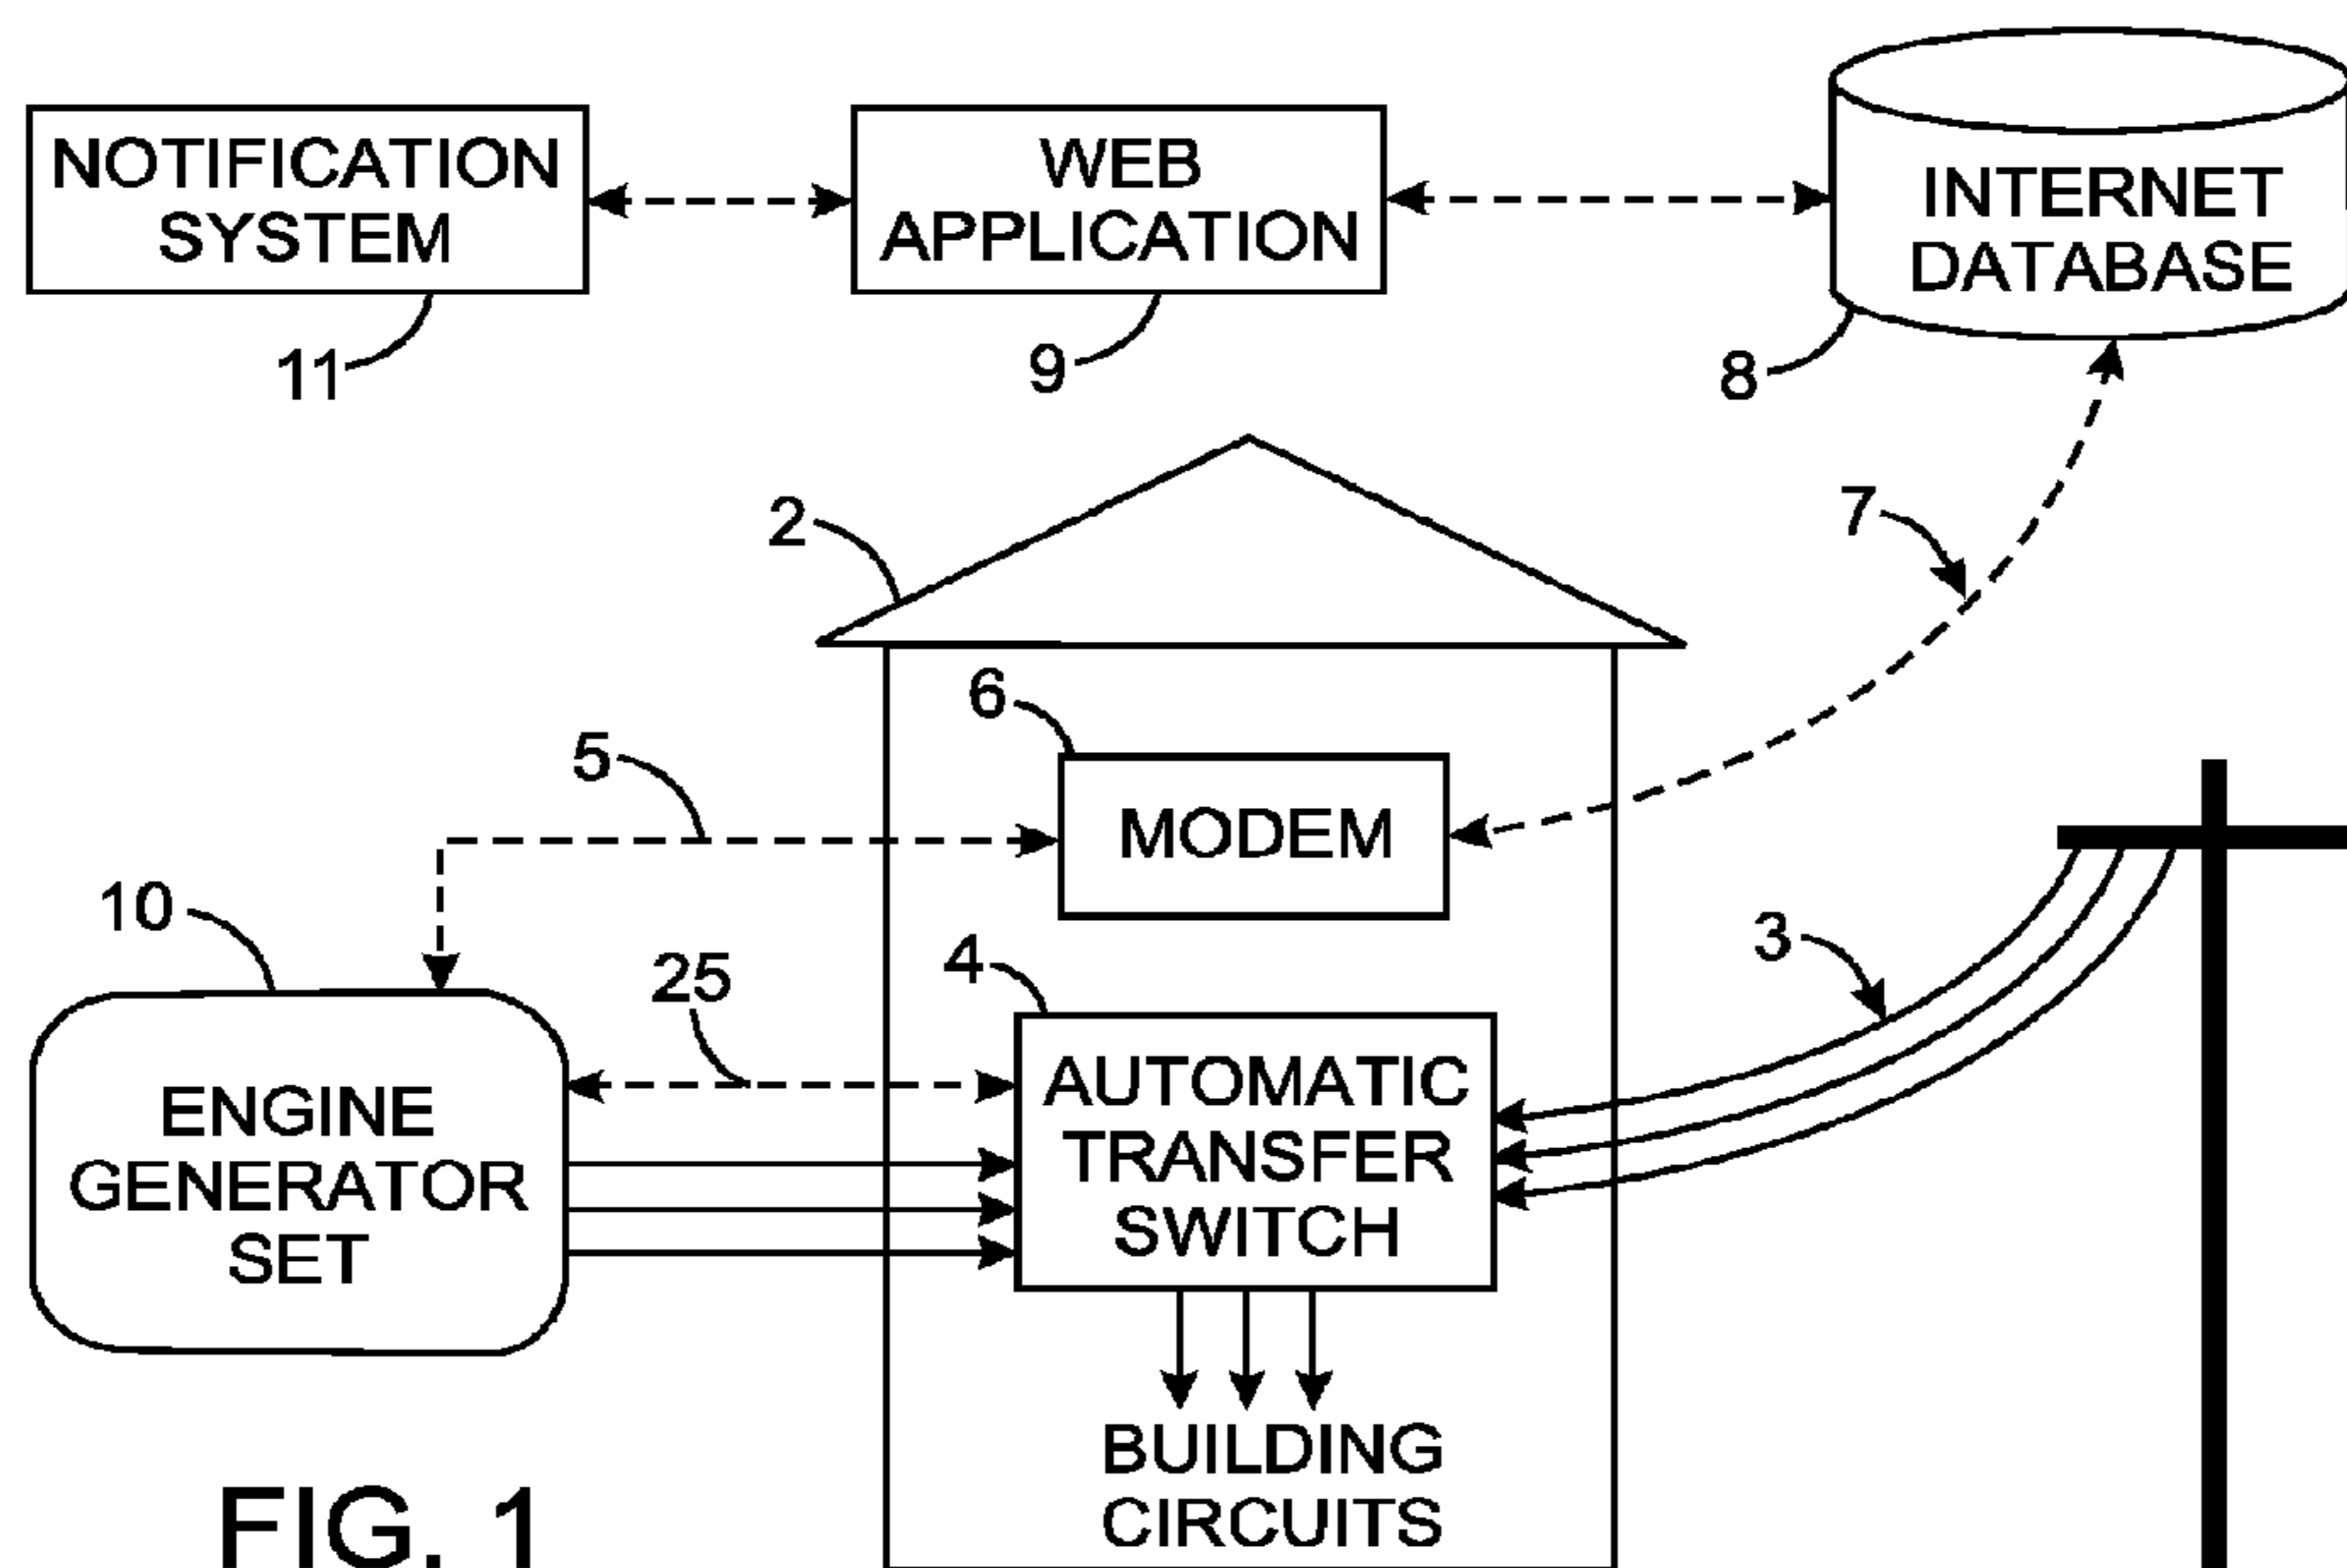 NOTIFICATION
SYSTEM
11
WEB
APPLICATION
9
INTERNET
DATABASE
8
2
7
6
MODEM
5
10
25
4
3
ENGINE
GENERATOR
SET
AUTOMATIC
TRANSFER
SWITCH
BUILDING
CIRCUITS
FIG. 1